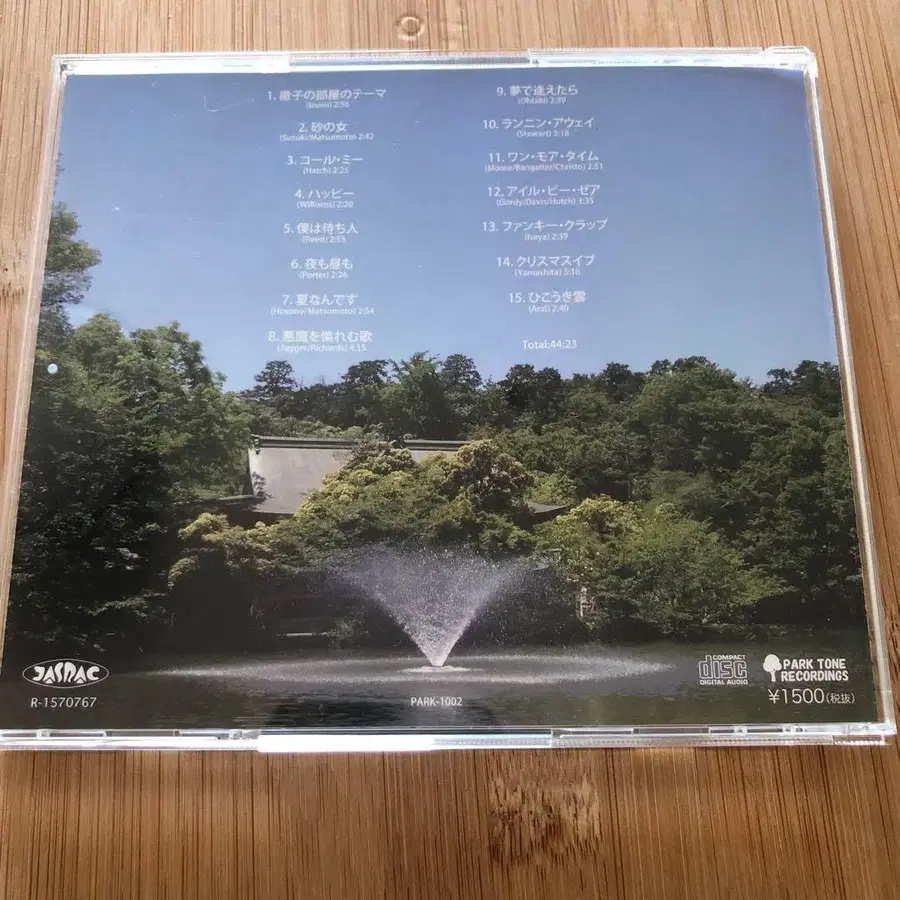 1. 徹子の部屋のテーマ
(Izumi) 2:56
2. 砂の女
(Suzuki/Matsumoto) 2:42
3. コール・ミー
(Hatch) 2:25
4. ハッピー
(Williams) 2:20
5. 僕は待ち人
(Reed) 2:55
6. 夜も昼も
(Porter) 2:26
7. 夏なんです
(Hosono/Matsumoto) 2:54
8. 悪魔を憐れむ歌
(Jagger/Richards) 4:15
9. 夢で逢えたら
(Ohtaki) 2:39
10. ランニン・アウェイ
(Stewart) 3:18
11. ワン・モア・タイム
(Moore/Bangalter/Christo) 2:51
12. アイル・ビー・ゼア
(Gordy/Davis/Hutch) 3:35
13. ファンキー・クラップ
(Iseya) 2:39
14. クリスマスイブ
(Yamashita) 3:16
15. ひこうき雲
(Arai) 2:40
Total:44:23
JASRAC
R-1570767
PARK-1002
COMPACT
disc
DIGITAL AUDIO
PARK TONE
RECORDINGS
¥1500(税抜)